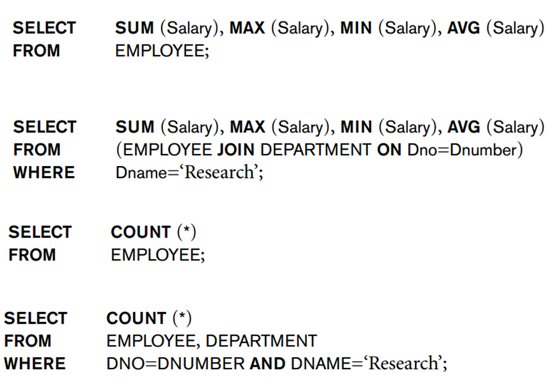 SELECT SUM (Salary), MAX (Salary), MIN (Salary), AVG (Salary)
FROM EMPLOYEE;
SELECT SUM (Salary), MAX (Salary), MIN (Salary), AVG (Salary)
FROM (EMPLOYEE JOIN DEPARTMENT ON Dno=Dnumber)
WHERE Dname=‘Research’;
SELECT COUNT (*)
FROM EMPLOYEE;
SELECT COUNT (*)
FROM EMPLOYEE, DEPARTMENT
WHERE DNO=DNUMBER AND DNAME=‘Research’;